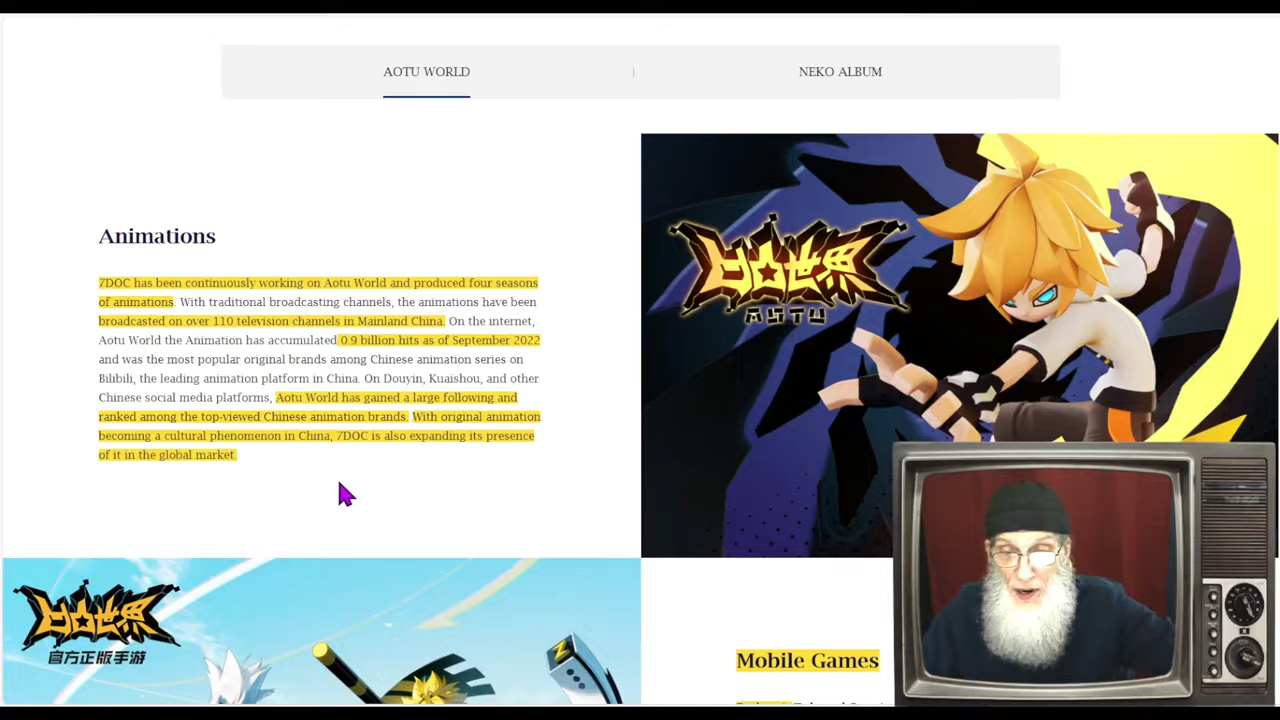 AOTU WORLD
|
NEKO ALBUM
Animations
7DOC has been continuously working on Aotu World and produced four seasons
of animations. With traditional broadcasting channels, the animations have been
broadcasted on over 110 television channels in Mainland China. On the internet,
Aotu World the Animation has accumulated 0.9 billion hits as of September 2022
and was the most popular original brands among Chinese animation series on
Bilibili, the leading animation platform in China. On Douyin, Kuaishou, and other
Chinese social media platforms, Aotu World has gained a large following and
ranked among the top-viewed Chinese animation brands. With original animation
becoming a cultural phenomenon in China, 7DOC is also expanding its presence
of it in the global market.
凹凸世界
AOTU
凹凸世界
官方正版手游
Z
Mobile Games